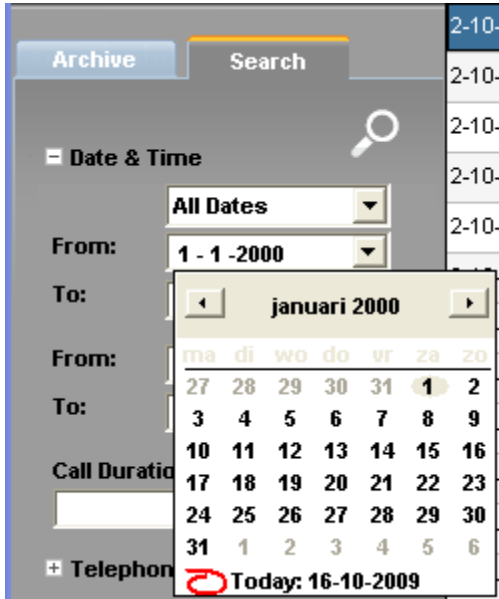 2-10-
Archive
Search
2-10-
2-10-
Date & Time
2-10-
All Dates
2-10-
From:
1 - 1 -2000
To:
januari 2000
From:
ma di wo do vr za zo
27 28 29 30 31 1 2
To:
3 4 5 6 7 8 9
10 11 12 13 14 15 16
Call Duratio
17 18 19 20 21 22 23
24 25 26 27 28 29 30
31 1 2 3 4 5 6
Telephon
Today: 16-10-2009